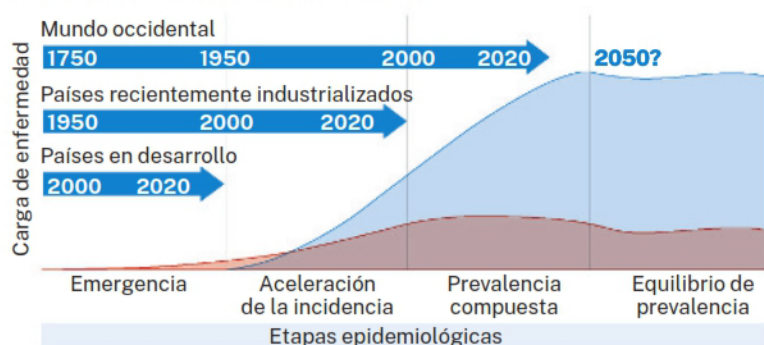 Mundo occidental
1750 1950 2000 2020 2050?
Países recientemente industrializados
1950 2000 2020
Países en desarrollo
2000 2020
Carga de enfermedad
Emergencia
Aceleración de la incidencia
Prevalencia compuesta
Equilibrio de prevalencia
Etapas epidemiológicas